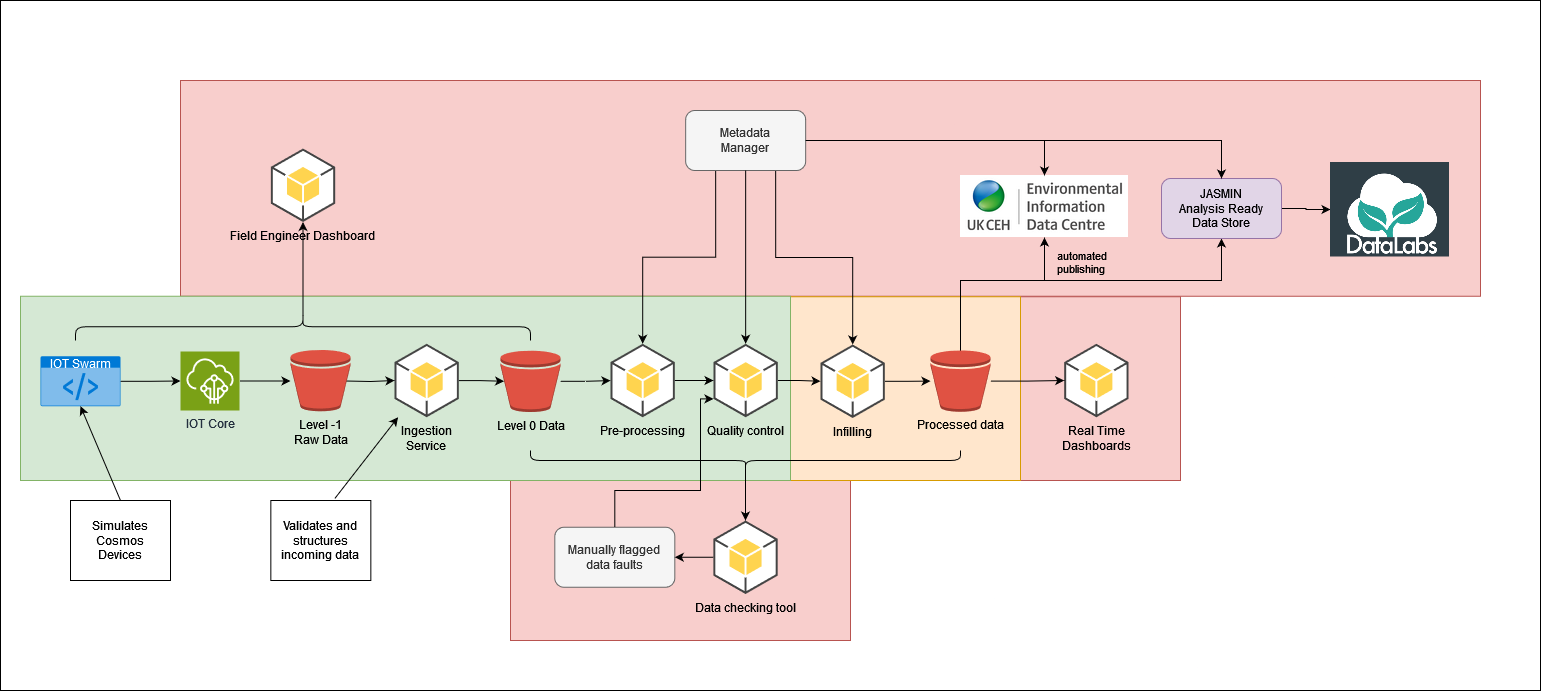 Metadata
Manager
Field Engineer Dashboard
UK CEH
Environmental
Information
Data Centre
JASMIN
Analysis Ready
Data Store
DataLabs
automated
publishing
IOT Swarm
</>
IOT Core
Level -1
Raw Data
Ingestion
Service
Level 0 Data
Pre-processing
Quality control
Infilling
Processed data
Real Time
Dashboards
Simulates
Cosmos
Devices
Validates and
structures
incoming data
Manually flagged
data faults
Data checking tool